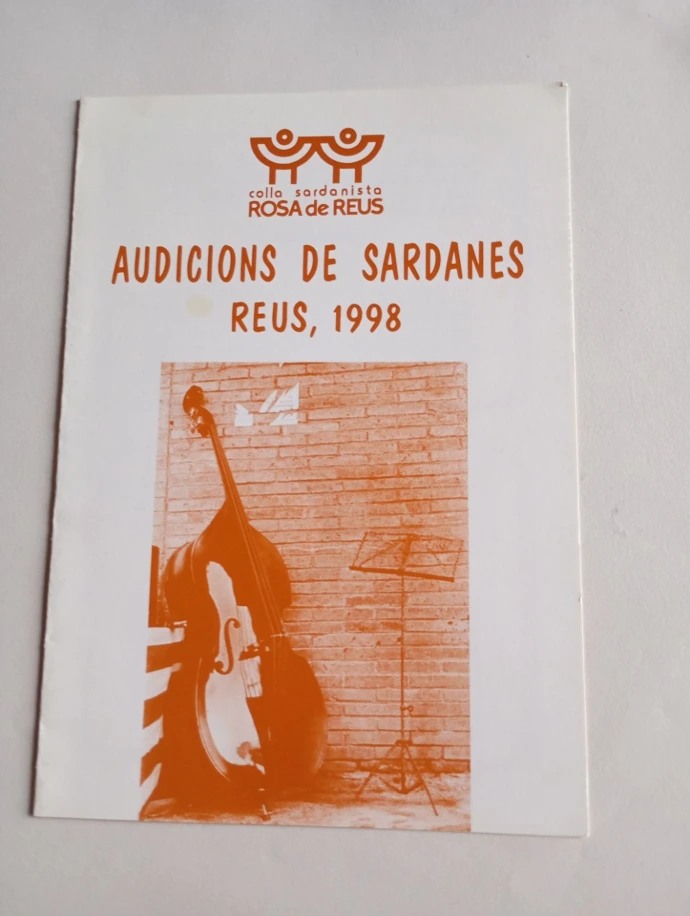 colla sardanista
ROSA de REUS
AUDICIONS DE SARDANES
REUS, 1998